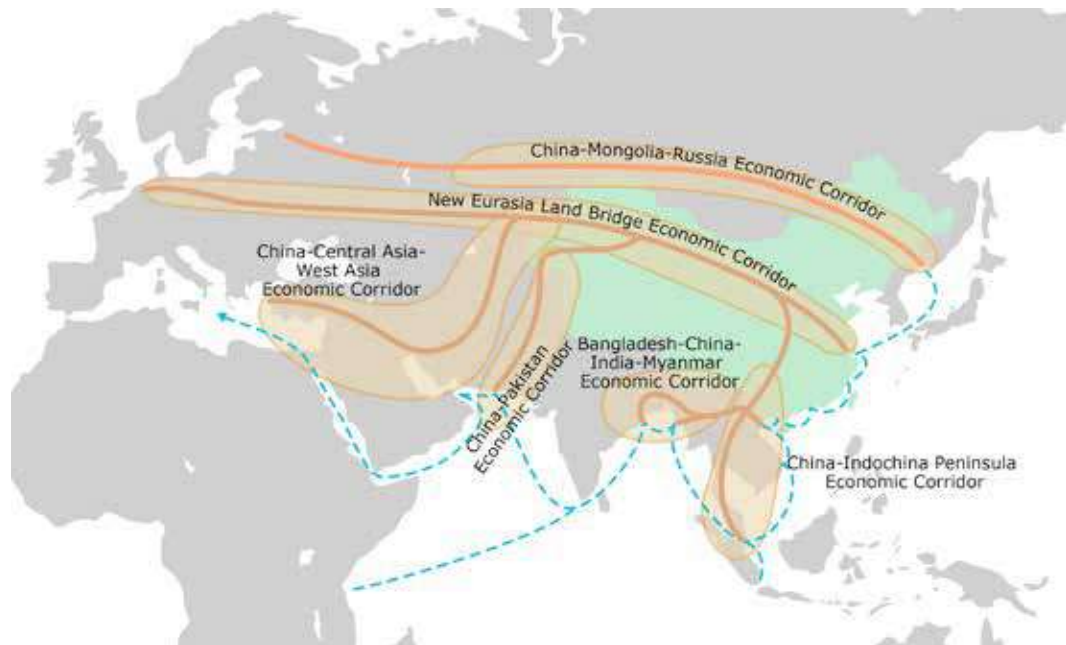 China-Mongolia-Russia Economic Corridor
New Eurasia Land Bridge Economic Corridor
China-Central Asia-
West Asia
Economic Corridor
China-Pakistan
Economic Corridor
Bangladesh-China-
India-Myanmar
Economic Corridor
China-Indochina Peninsula
Economic Corridor